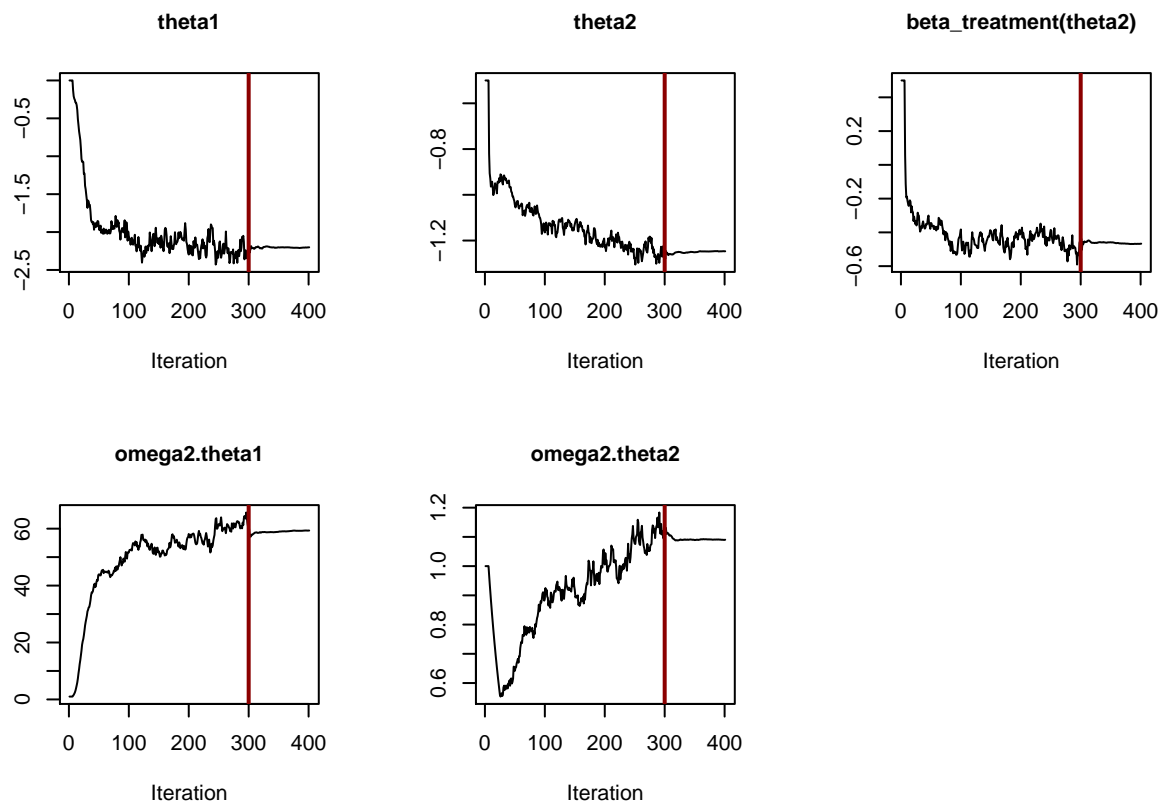 theta1
theta2
beta_treatment(theta2)
−0.5
−1.5
−2.5
0 100 200 300 400
Iteration
−0.8
−1.2
0 100 200 300 400
Iteration
0.2
−0.2
−0.6
0 100 200 300 400
Iteration
omega2.theta1
omega2.theta2
60
40
20
0
0 100 200 300 400
Iteration
1.2
1.0
0.8
0.6
0 100 200 300 400
Iteration